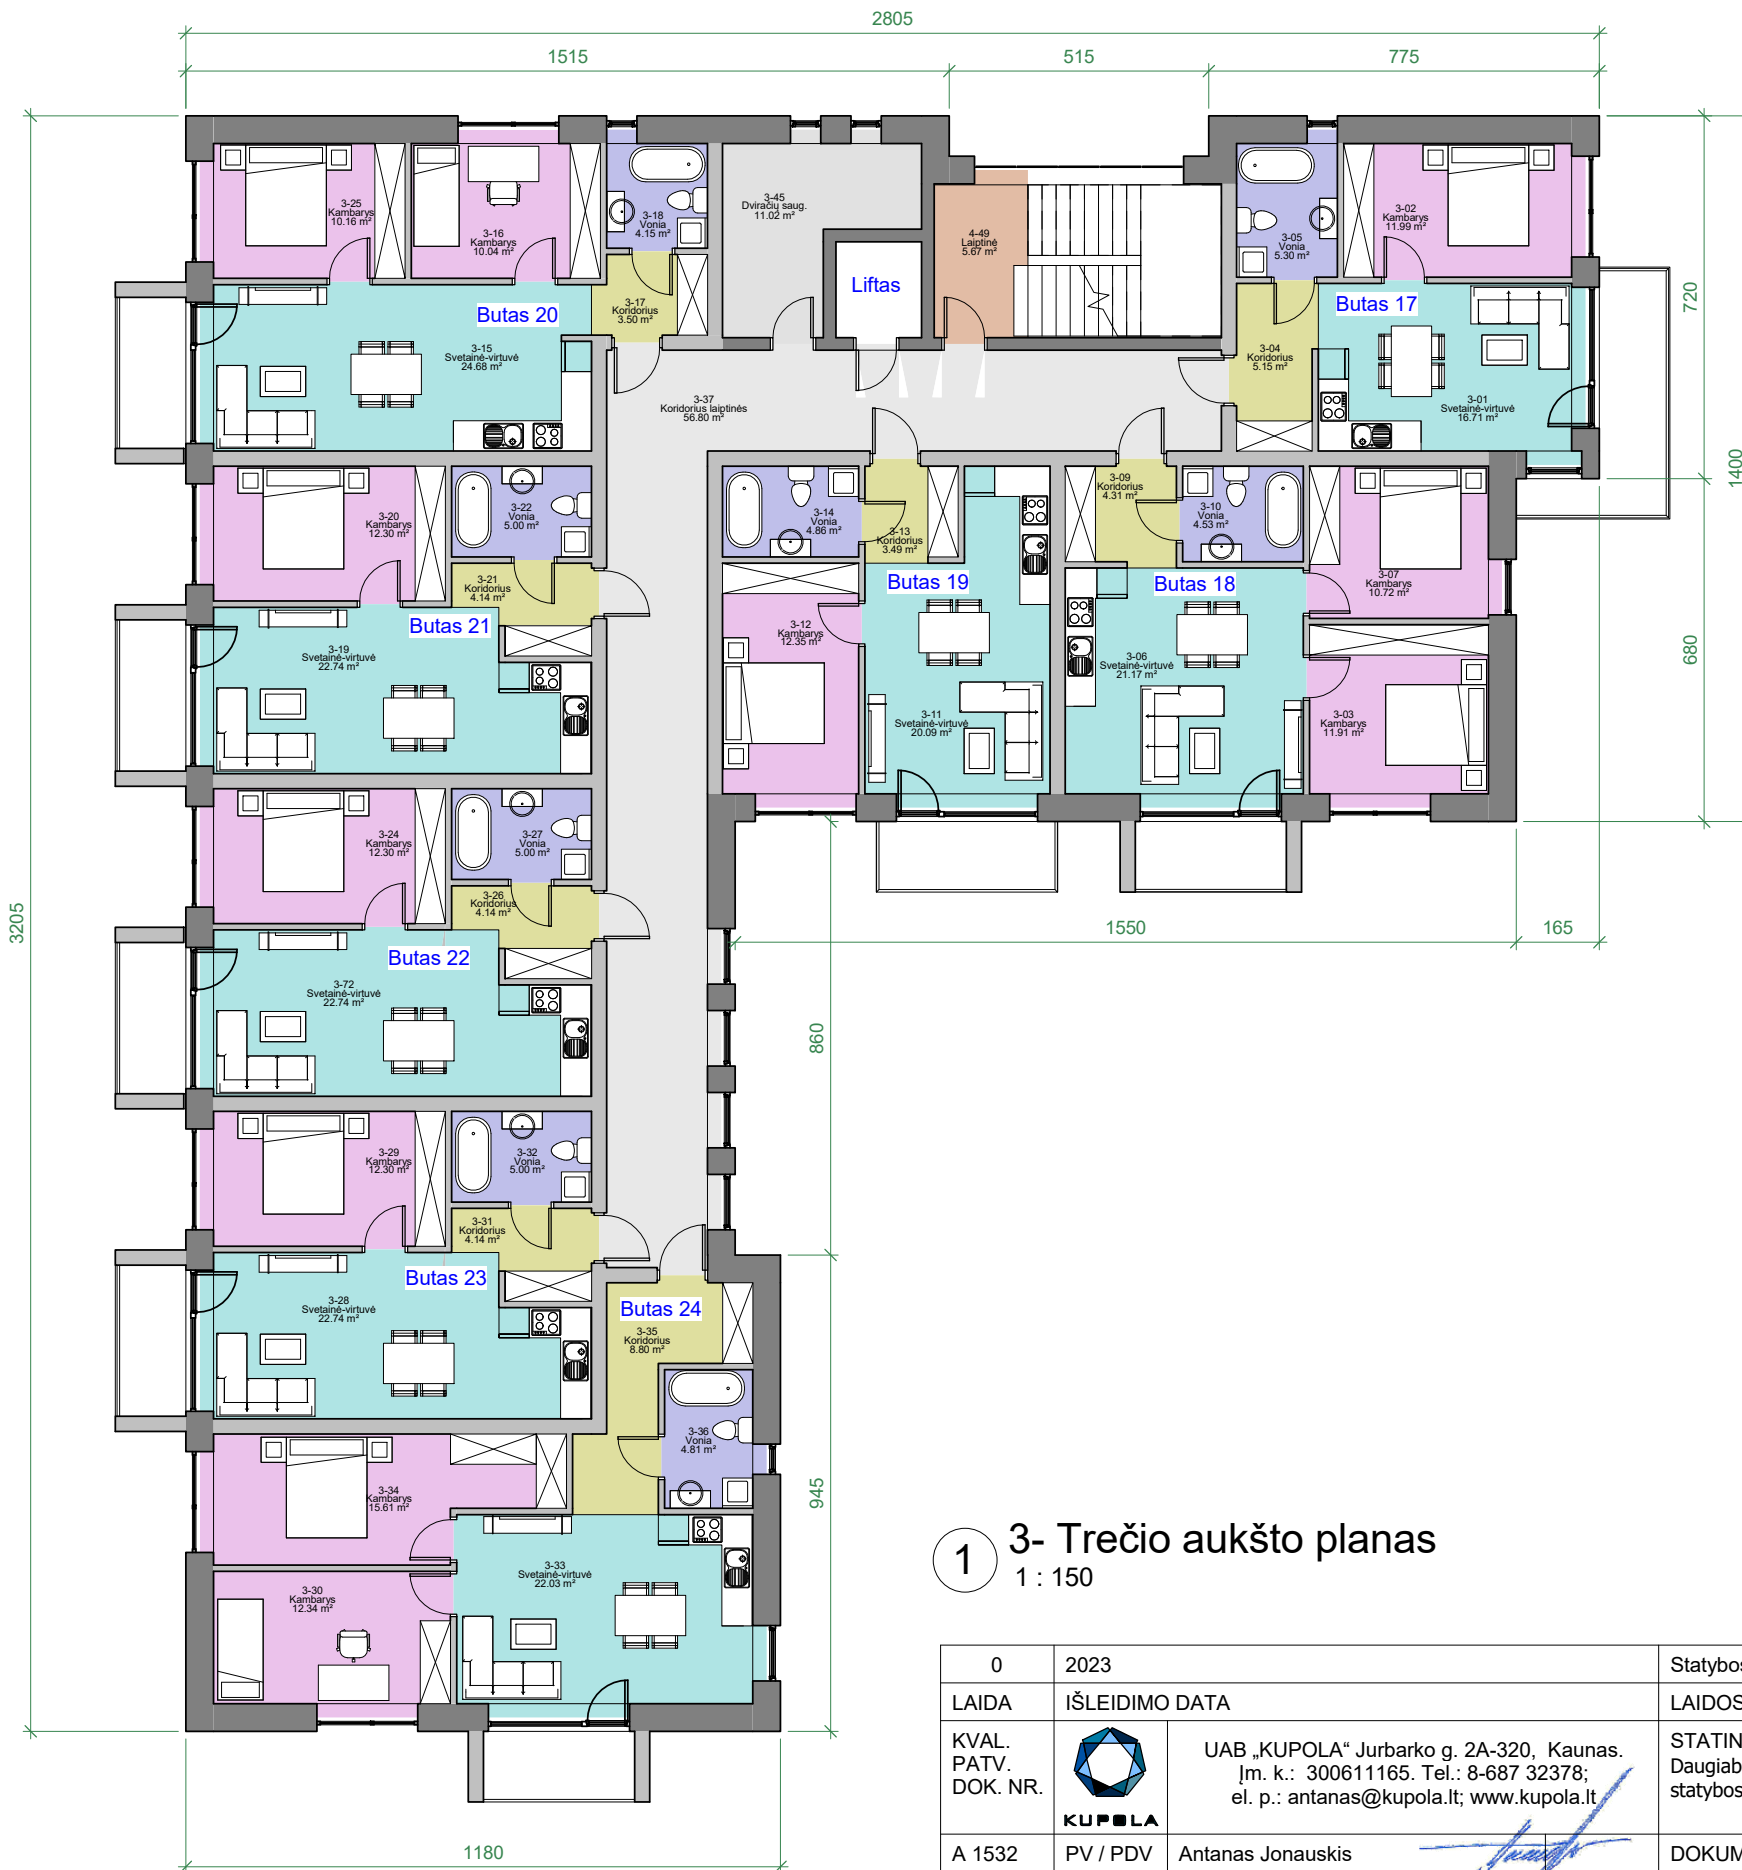 2805
1515
515
775
3-25
Kambarys
10.16 m²
3-16
Kambarys
10.04 m²
3-18
Vonia
4.15 m²
3-45
Dviračių saug.
11.02 m²
4-49
Laiptinė
5.67 m²
3-05
Vonia
5.30 m²
3-02
Kambarys
11.99 m²
Liftas
Butas 20
3-17
Koridorius
3.50 m²
Butas 17
720
3-15
Svetainė-virtuvė
24.68 m²
3-04
Koridorius
5.15 m²
3-01
Svetainė-virtuvė
16.71 m²
3-37
Koridorius laiptinės
56.80 m²
1400
3-20
Kambarys
12.30 m²
3-22
Vonia
5.00 m²
3-14
Vonia
4.86 m²
3-13
Koridorius
3.49 m²
3-09
Koridorius
4.31 m²
3-10
Vonia
4.53 m²
3-21
Koridorius
4.14 m²
Butas 19
Butas 18
3-07
Kambarys
10.72 m²
Butas 21
3-19
Svetainė-virtuvė
22.74 m²
3-12
Kambarys
12.35 m²
3-06
Svetainė-virtuvė
21.17 m²
680
3-11
Svetainė-virtuvė
20.09 m²
3-03
Kambarys
11.91 m²
3-24
Kambarys
12.30 m²
3-27
Vonia
5.00 m²
3-26
Koridorius
4.14 m²
3205
1550
165
Butas 22
3-72
Svetainė-virtuvė
22.74 m²
860
3-29
Kambarys
12.30 m²
3-32
Vonia
5.00 m²
3-31
Koridorius
4.14 m²
Butas 23
3-28
Svetainė-virtuvė
22.74 m²
Butas 24
3-35
Koridorius
8.80 m²
3-36
Vonia
4.81 m²
3-34
Kambarys
15.61 m²
945
3-33
Svetainė-virtuvė
22.03 m²
3-30
Kambarys
12.34 m²
1180
1
3- Trečio aukšto planas
1 : 150
0
2023
Statybos
LAIDA
IŠLEIDIMO DATA
LAIDOS
KVAL.
PATV.
DOK. NR.
KUPOLA
UAB „KUPOLA“ Jurbarko g. 2A-320, Kaunas.
Įm. k.: 300611165. Tel.: 8-687 32378;
el. p.: antanas@kupola.lt; www.kupola.lt
STATIN
Daugiab
statybos
A 1532
PV / PDV
Antanas Jonauskis
DOKUM